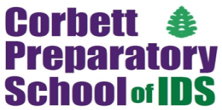 Corbett
Preparatory
School of IDS